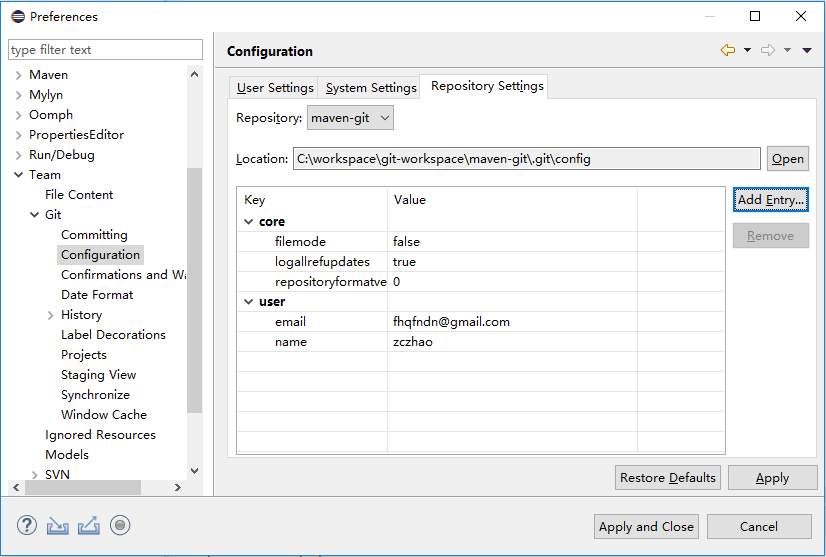 Preferences
type filter text
Maven
Mylyn
Oomph
PropertiesEditor
Run/Debug
Team
File Content
Git
Committing
Configuration
Confirmations and Wa
Date Format
History
Label Decorations
Projects
Staging View
Synchronize
Window Cache
Ignored Resources
Models
SVN
Configuration
User Settings System Settings Repository Settings
Repository: maven-git
Location: C:\workspace\git-workspace\maven-git\.git\config Open
Key Value
core
filemode false
logallrefupdates true
repositoryformatve 0
user
email fhqfndn@gmail.com
name zczhao
Add Entry...
Remove
Restore Defaults Apply
Apply and Close Cancel